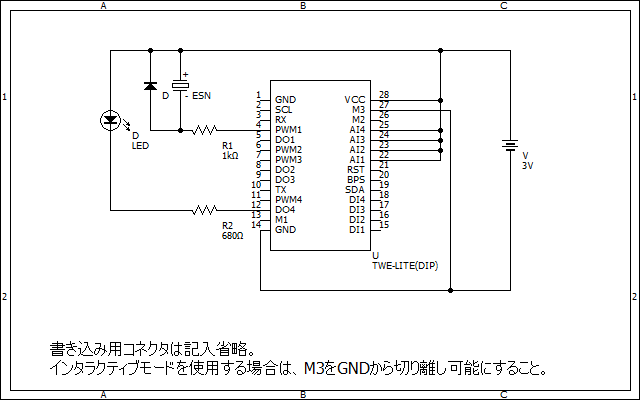 A B C
1 1
+
D - ESN
D
LED
R1
1kΩ
R2
680Ω
1 GND VCC 28
2 SCL M3 27
3 RX M2 26
4 PWM1 AI4 25
5 DO1 AI3 24
6 PWM2 AI2 23
7 PWM3 AI1 22
8 DO2 RST 21
9 DO3 BPS 20
10 TX SDA 19
11 PWM4 DI4 18
12 DO4 DI3 17
13 M1 DI2 16
14 GND DI1 15
U
TWE-LITE(DIP)
V
3V
2 2
書き込み用コネクタは記入省略。
インタラクティブモードを使用する場合は、M3をGNDから切り離し可能にすること。
A B C